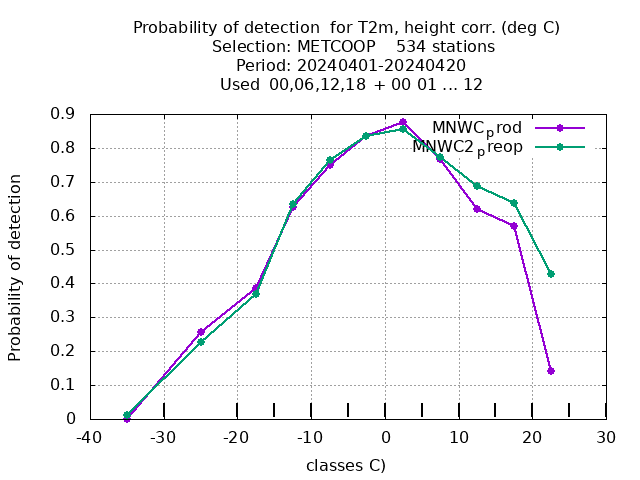 Probability of detection  for T2m, height corr. (deg C)
Selection: METCOOP    534 stations
Period: 20240401-20240420
Used  00,06,12,18  + 00 01 ... 12
MNWCprod
MNWC2preop
0.9
0.8
0.7
0.6
0.5
0.4
0.3
0.2
0.1
0
Probability of detection
-40 -30 -20 -10 0 10 20 30
classes C)